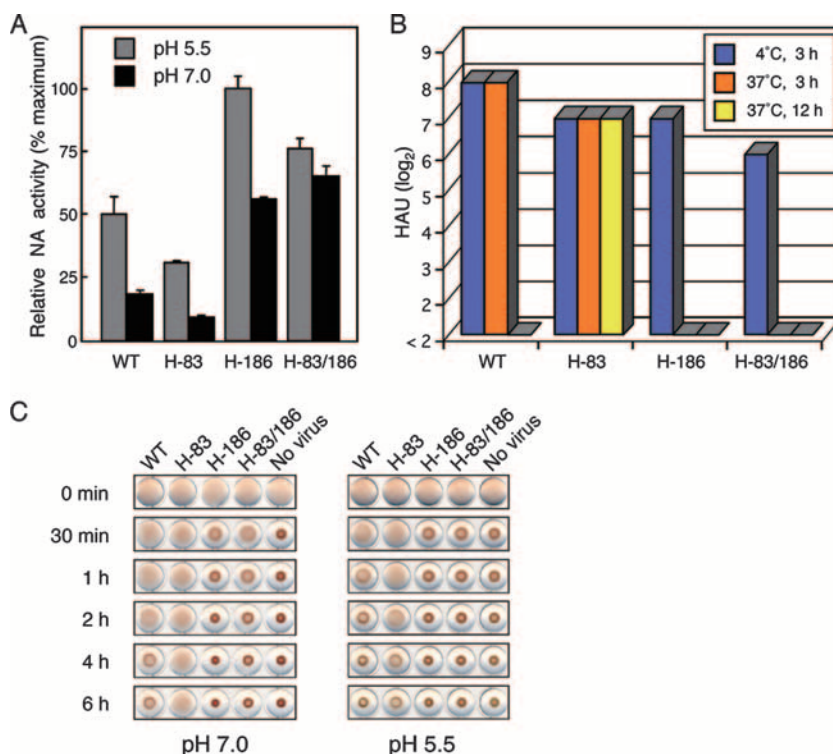 A
Relative NA activity (% maximum)
100
75
50
25
0
pH 5.5
pH 7.0
WT H-83 H-186 H-83/186
B
HAU (log2)
9
8
7
6
5
4
3
2
< 2
4°C, 3 h
37°C, 3 h
37°C, 12 h
WT H-83 H-186 H-83/186
C
WT H-83 H-186 H-83/186 No virus
WT H-83 H-186 H-83/186 No virus
0 min
30 min
1 h
2 h
4 h
6 h
pH 7.0
pH 5.5